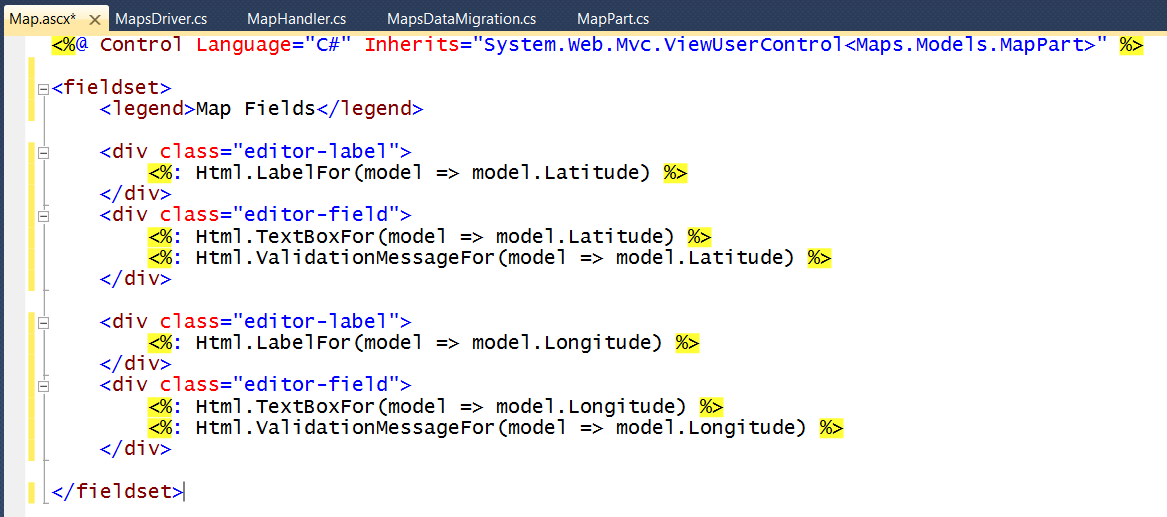 Map.ascx* × MapsDriver.cs MapHandler.cs MapsDataMigration.cs MapPart.cs
<%@ Control Language="C#" Inherits="System.Web.Mvc.ViewUserControl<Maps.Models.MapPart>" %>
<fieldset>
<legend>Map Fields</legend>
<div class="editor-label">
<%: Html.LabelFor(model => model.Latitude) %>
</div>
<div class="editor-field">
<%: Html.TextBoxFor(model => model.Latitude) %>
<%: Html.ValidationMessageFor(model => model.Latitude) %>
</div>
<div class="editor-label">
<%: Html.LabelFor(model => model.Longitude) %>
</div>
<div class="editor-field">
<%: Html.TextBoxFor(model => model.Longitude) %>
<%: Html.ValidationMessageFor(model => model.Longitude) %>
</div>
</fieldset>